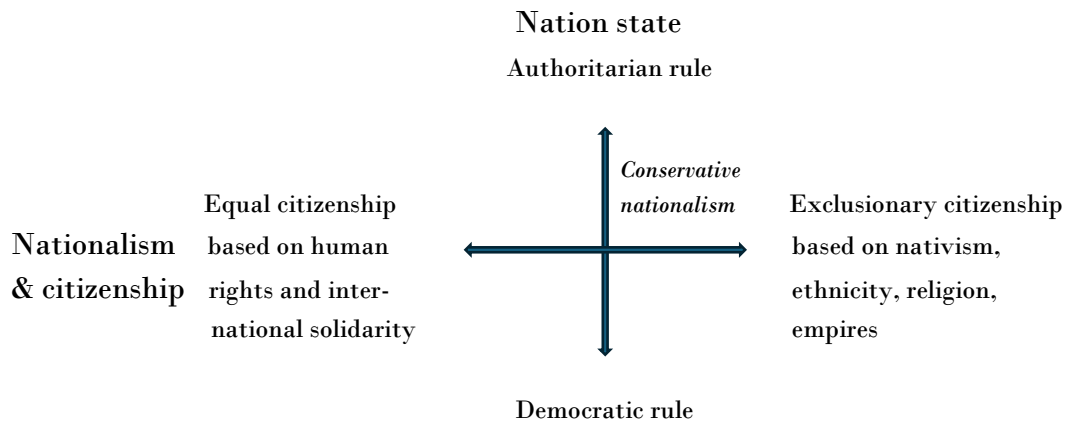 Nation state
Authoritarian rule
Conservative
nationalism
Nationalism
& citizenship
Equal citizenship
based on human
rights and inter-
national solidarity
Exclusionary citizenship
based on nativism,
ethnicity, religion,
empires
Democratic rule